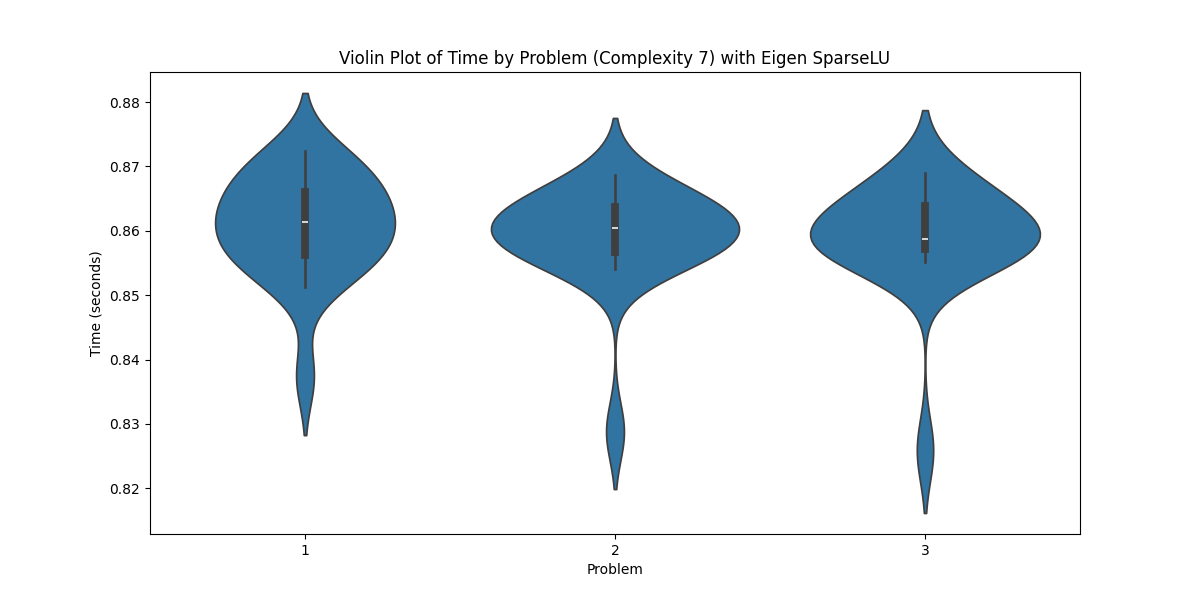 Violin Plot of Time by Problem (Complexity 7) with Eigen SparseLU
0.88
0.87
0.86
0.85
0.84
0.83
0.82
Time (seconds)
1 2 3
Problem